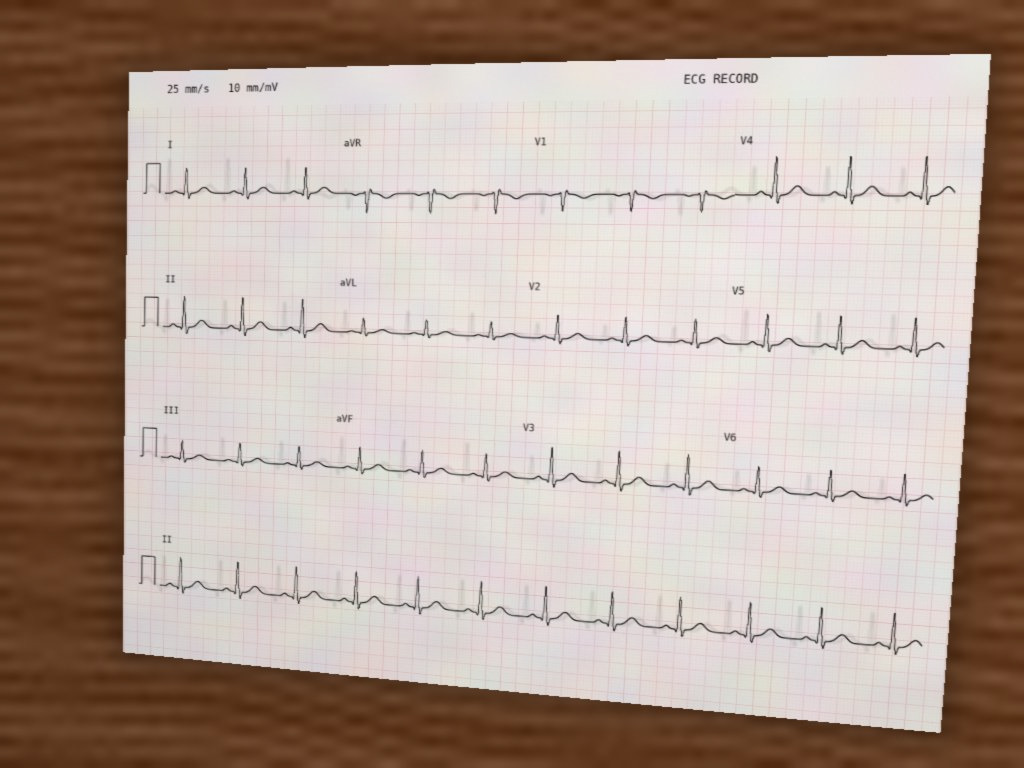 25 mm/s 10 mm/mV ECG RECORD
I aVR V1 V4
II aVL V2 V5
III aVF V3 V6
II